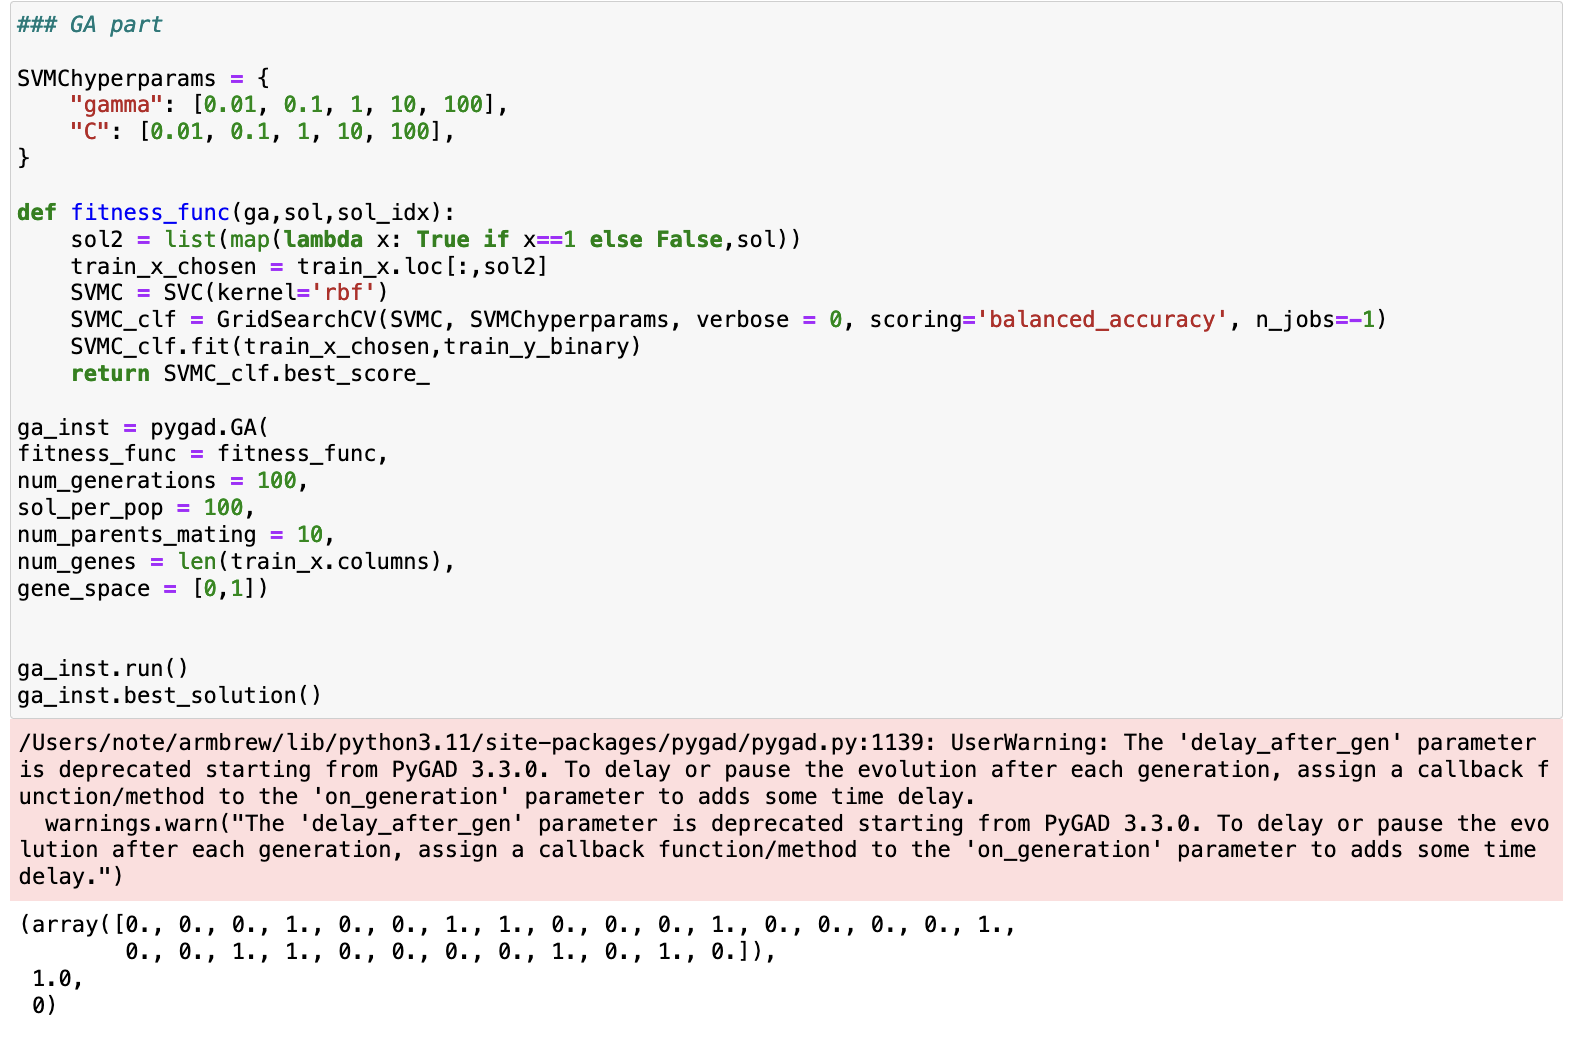 ### GA part
SVMChyperparams = {
    "gamma": [0.01, 0.1, 1, 10, 100],
    "C": [0.01, 0.1, 1, 10, 100],
}
def fitness_func(ga,sol,sol_idx):
    sol2 = list(map(lambda x: True if x==1 else False,sol))
    train_x_chosen = train_x.loc[:,sol2]
    SVMC = SVC(kernel='rbf')
    SVMC_clf = GridSearchCV(SVMC, SVMChyperparams, verbose = 0, scoring='balanced_accuracy', n_jobs=-1)
    SVMC_clf.fit(train_x_chosen,train_y_binary)
    return SVMC_clf.best_score_
ga_inst = pygad.GA(
fitness_func = fitness_func,
num_generations = 100,
sol_per_pop = 100,
num_parents_mating = 10,
num_genes = len(train_x.columns),
gene_space = [0,1])
ga_inst.run()
ga_inst.best_solution()
/Users/note/armbrew/lib/python3.11/site-packages/pygad/pygad.py:1139: UserWarning: The 'delay_after_gen' parameter
is deprecated starting from PyGAD 3.3.0. To delay or pause the evolution after each generation, assign a callback f
unction/method to the 'on_generation' parameter to adds some time delay.
  warnings.warn("The 'delay_after_gen' parameter is deprecated starting from PyGAD 3.3.0. To delay or pause the evo
lution after each generation, assign a callback function/method to the 'on_generation' parameter to adds some time
delay.")
(array([0., 0., 0., 1., 0., 0., 1., 1., 0., 0., 0., 1., 0., 0., 0., 0., 1.,
        0., 0., 1., 1., 0., 0., 0., 0., 1., 0., 1., 0.]),
 1.0,
 0)